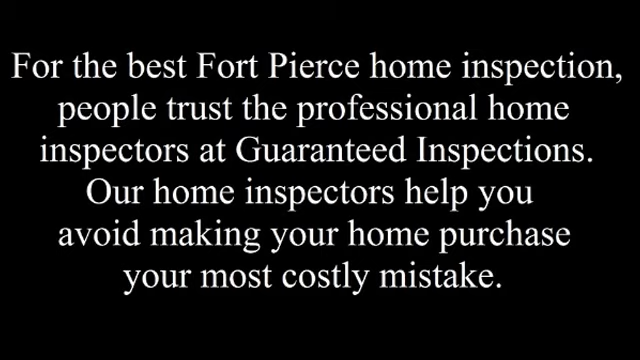 For the best Fort Pierce home inspection,
people trust the professional home
inspectors at Guaranteed Inspections.
Our home inspectors help you
avoid making your home purchase
your most costly mistake.